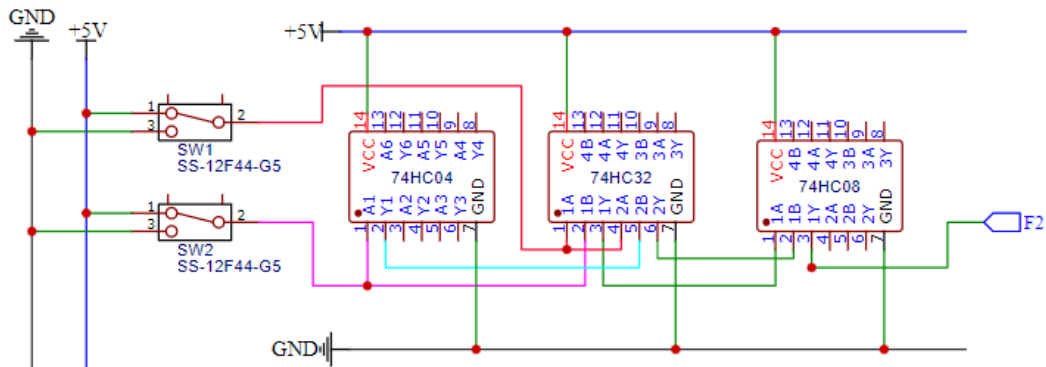 GND
+5V
+5V
1
3
2
SW1
SS-12F44-G5
1
3
2
SW2
SS-12F44-G5
14 13 12 11 10 9 8
VCC A6 Y6 A5 Y5 A4 Y4
74HC04
A1 Y1 A2 Y2 A3 Y3 GND
1 2 3 4 5 6 7
14 13 12 11 10 9 8
VCC 4B 4A 4Y 3B 3A 3Y
74HC32
1A 1B 1Y 2A 2B 2Y GND
1 2 3 4 5 6 7
14 13 12 11 10 9 8
VCC 4B 4A 4Y 3B 3A 3Y
74HC08
1A 1B 1Y 2A 2B 2Y GND
1 2 3 4 5 6 7
F2
GND